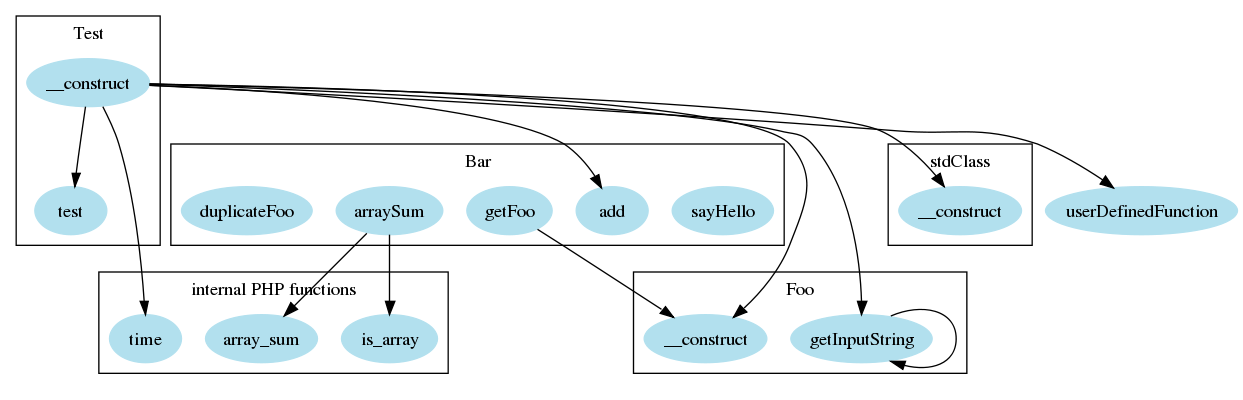 Test
__construct
Bar
stdClass
test
duplicateFoo
arraySum
getFoo
add
sayHello
__construct
userDefinedFunction
internal PHP functions
Foo
time
array_sum
is_array
__construct
getInputString